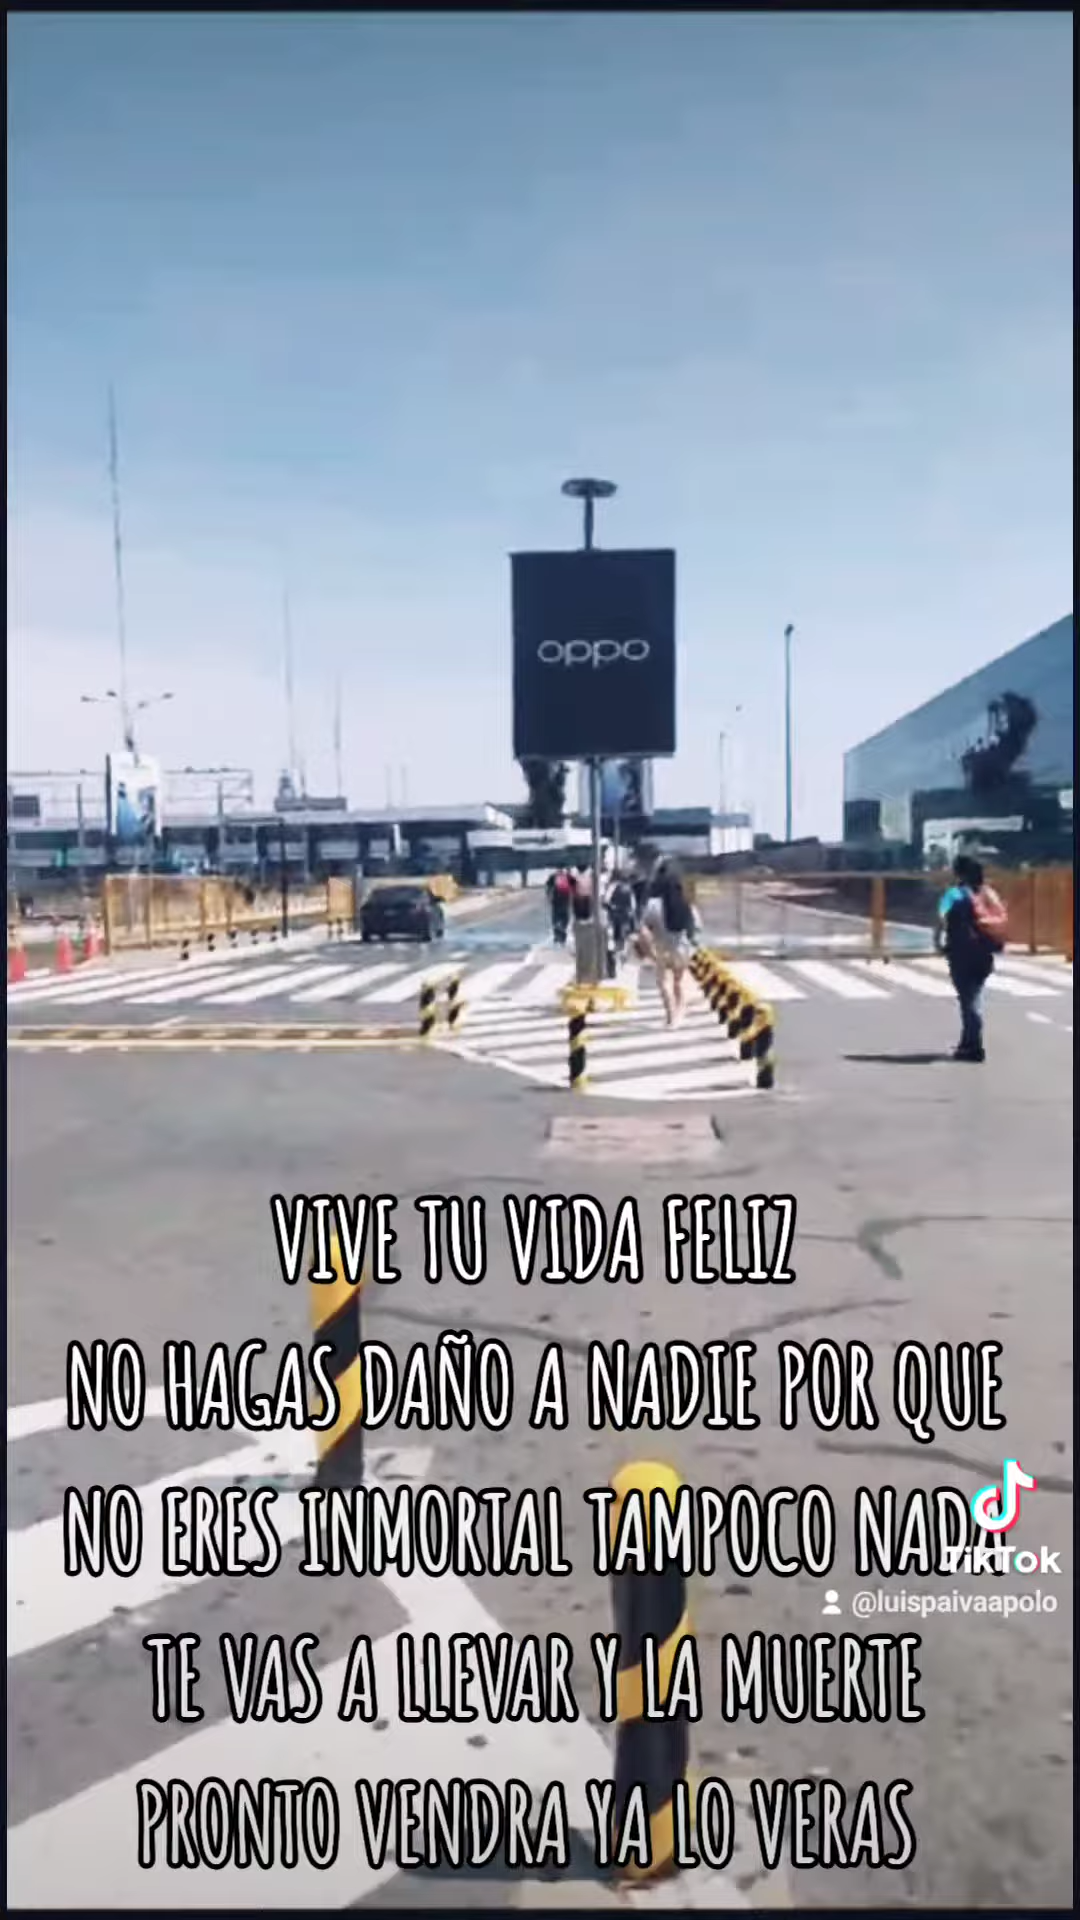 oppo
VIVE TU VIDA FELIZ
NO HAGAS DAÑO A NADIE POR QUE
NO ERES INMORTAL TAMPOCO NADA
TikTok
@luispaivaapolo
TE VAS A LLEVAR Y LA MUERTE
PRONTO VENDRA YA LO VERAS